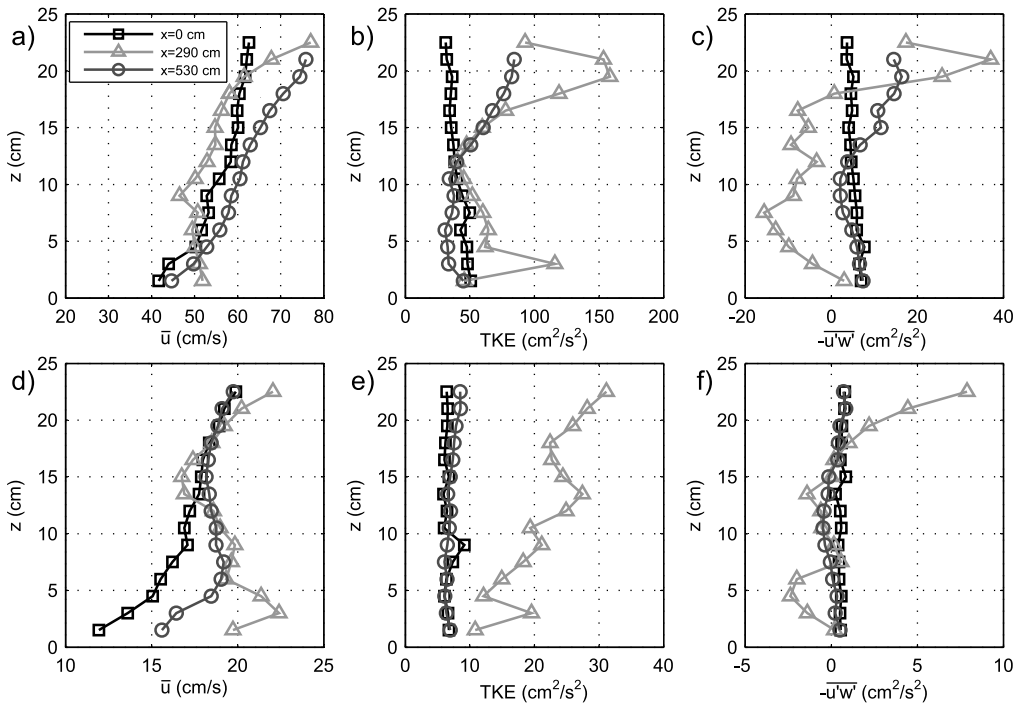 a)
x=0 cm
x=290 cm
x=530 cm
25
20
15
10
5
0
z (cm)
20 30 40 50 60 70 80
u̅ (cm/s)
b)
25
20
15
10
5
0
z (cm)
0 50 100 150 200
TKE (cm²/s²)
c)
25
20
15
10
5
0
z (cm)
-20 0 20 40
-u'w' (cm²/s²)
d)
25
20
15
10
5
0
z (cm)
10 15 20 25
u̅ (cm/s)
e)
25
20
15
10
5
0
z (cm)
0 10 20 30 40
TKE (cm²/s²)
f)
25
20
15
10
5
0
z (cm)
-5 0 5 10
-u'w' (cm²/s²)